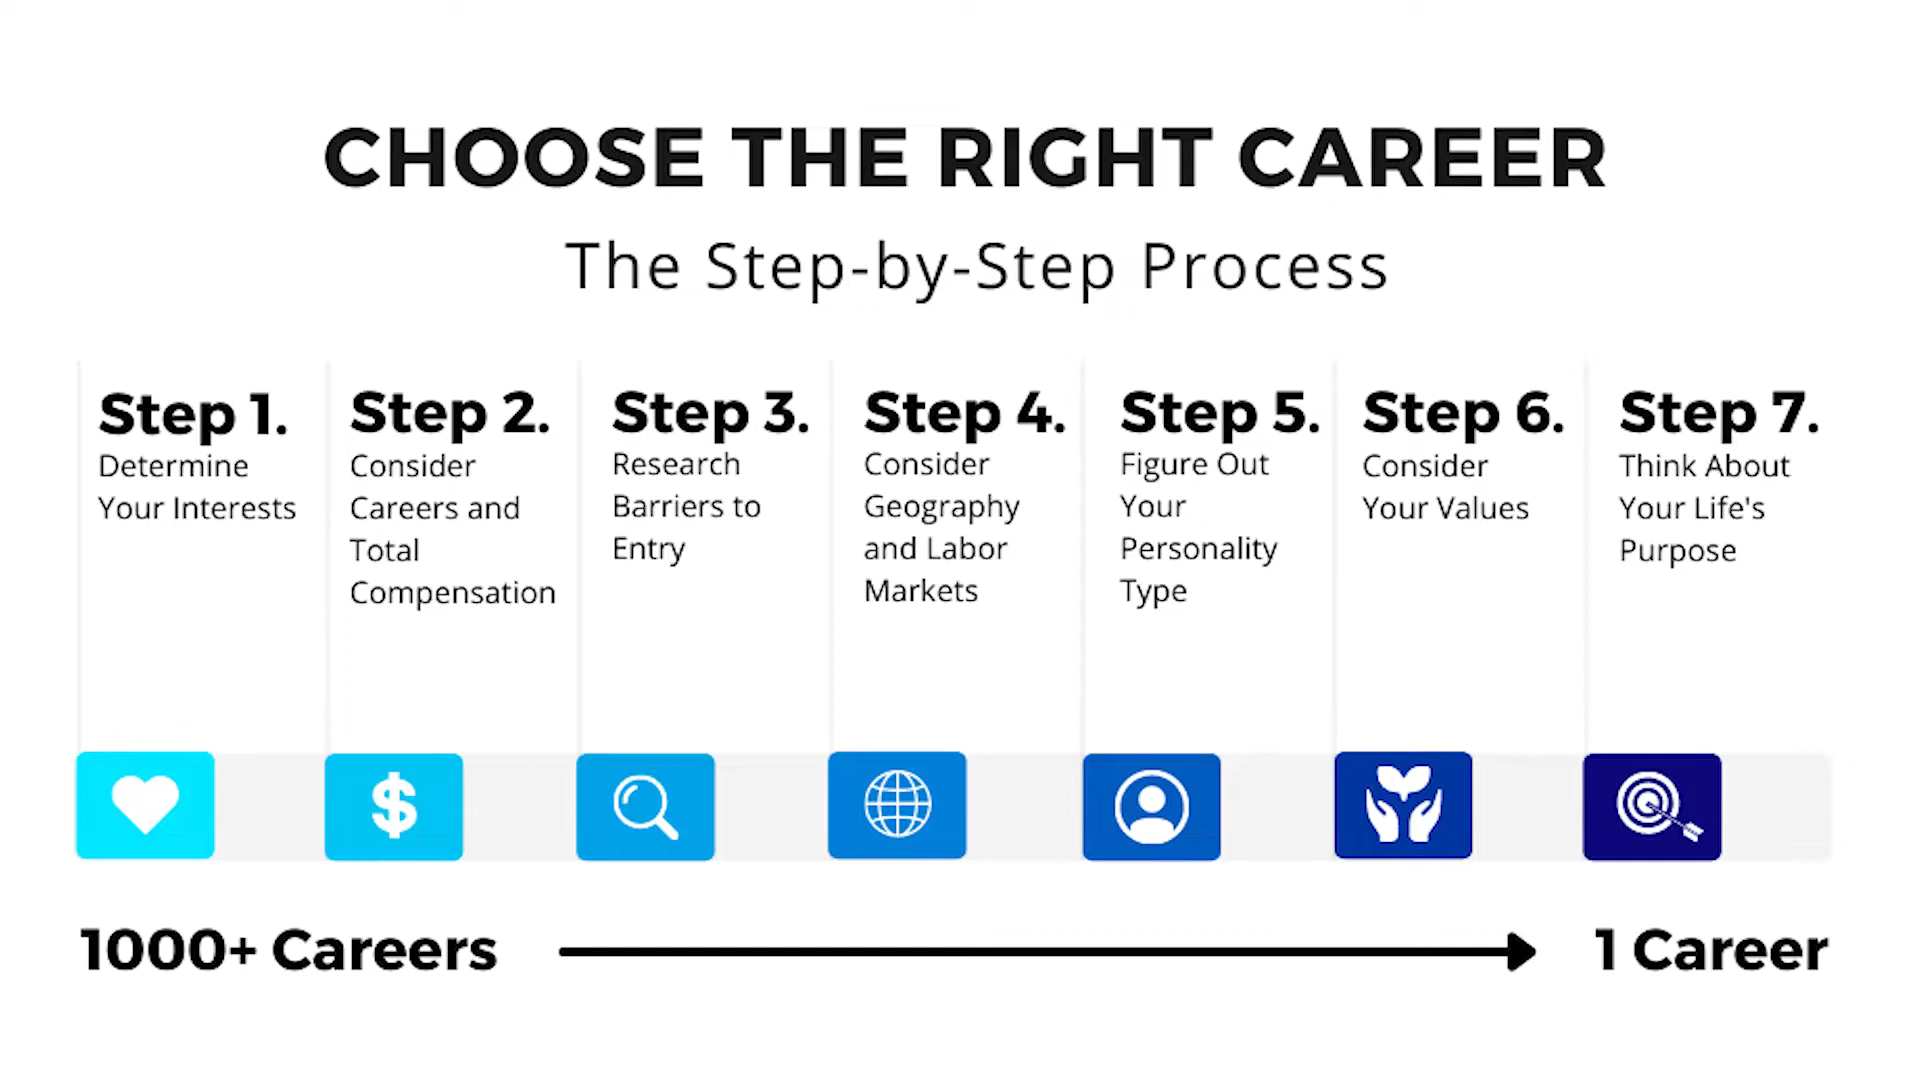 CHOOSE THE RIGHT CAREER
The Step-by-Step Process
Step 1.
Determine
Your Interests
Step 2.
Consider
Careers and
Total
Compensation
Step 3.
Research
Barriers to
Entry
Step 4.
Consider
Geography
and Labor
Markets
Step 5.
Figure Out
Your
Personality
Type
Step 6.
Consider
Your Values
Step 7.
Think About
Your Life's
Purpose
$
1000+ Careers
1 Career